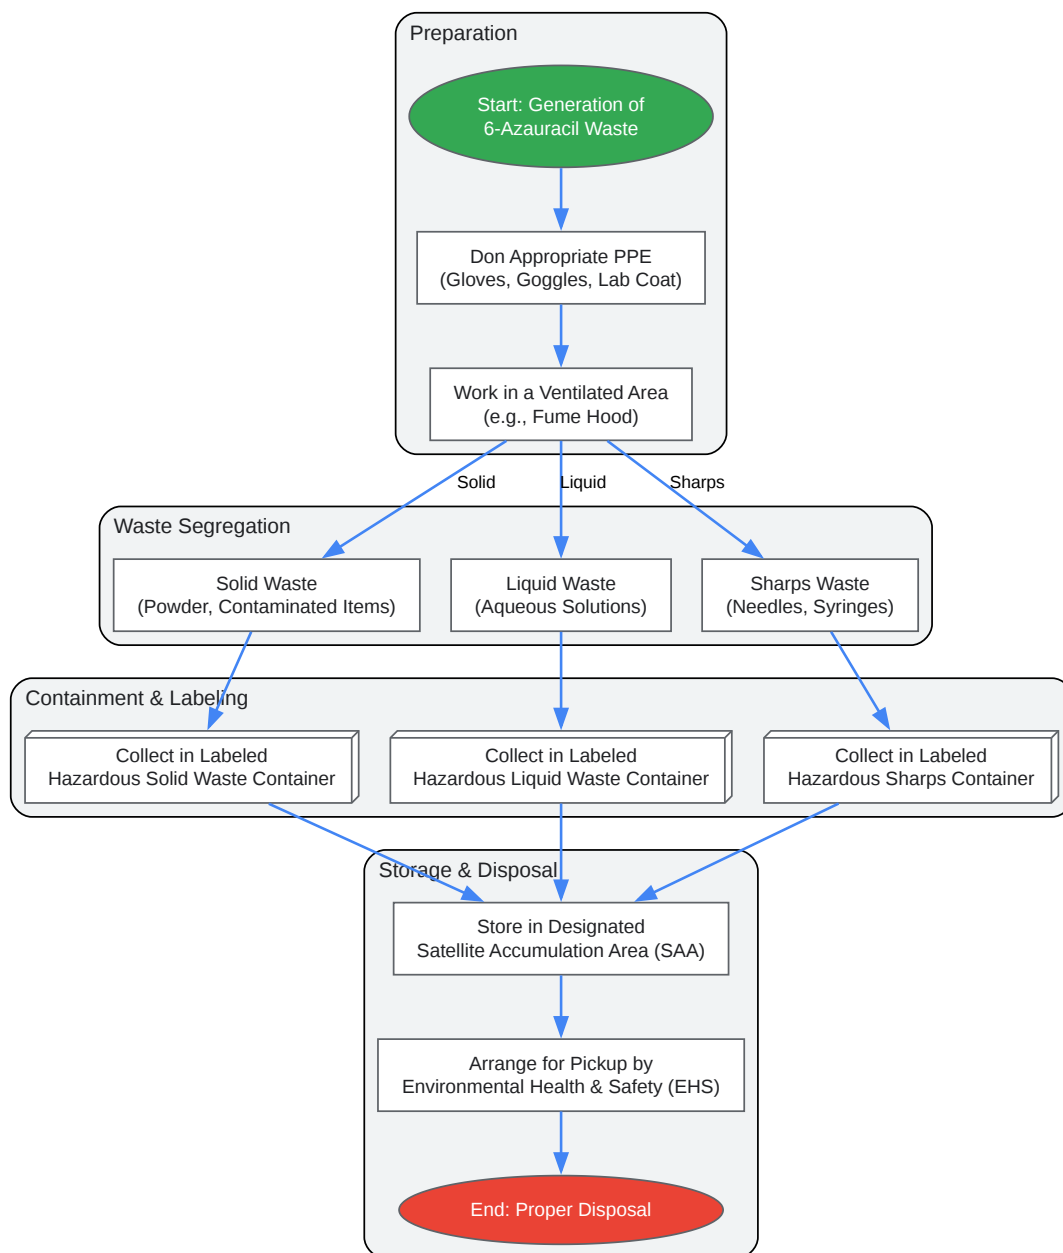 Preparation
Start: Generation of
6-Azauracil Waste
Don Appropriate PPE
(Gloves, Goggles, Lab Coat)
Work in a Ventilated Area
(e.g., Fume Hood)
Solid
Liquid
Sharps
Waste Segregation
Solid Waste
(Powder, Contaminated Items)
Liquid Waste
(Aqueous Solutions)
Sharps Waste
(Needles, Syringes)
Containment & Labeling
Collect in Labeled
Hazardous Solid Waste Container
Collect in Labeled
Hazardous Liquid Waste Container
Collect in Labeled
Hazardous Sharps Container
Storage & Disposal
Store in Designated
Satellite Accumulation Area (SAA)
Arrange for Pickup by
Environmental Health & Safety (EHS)
End: Proper Disposal